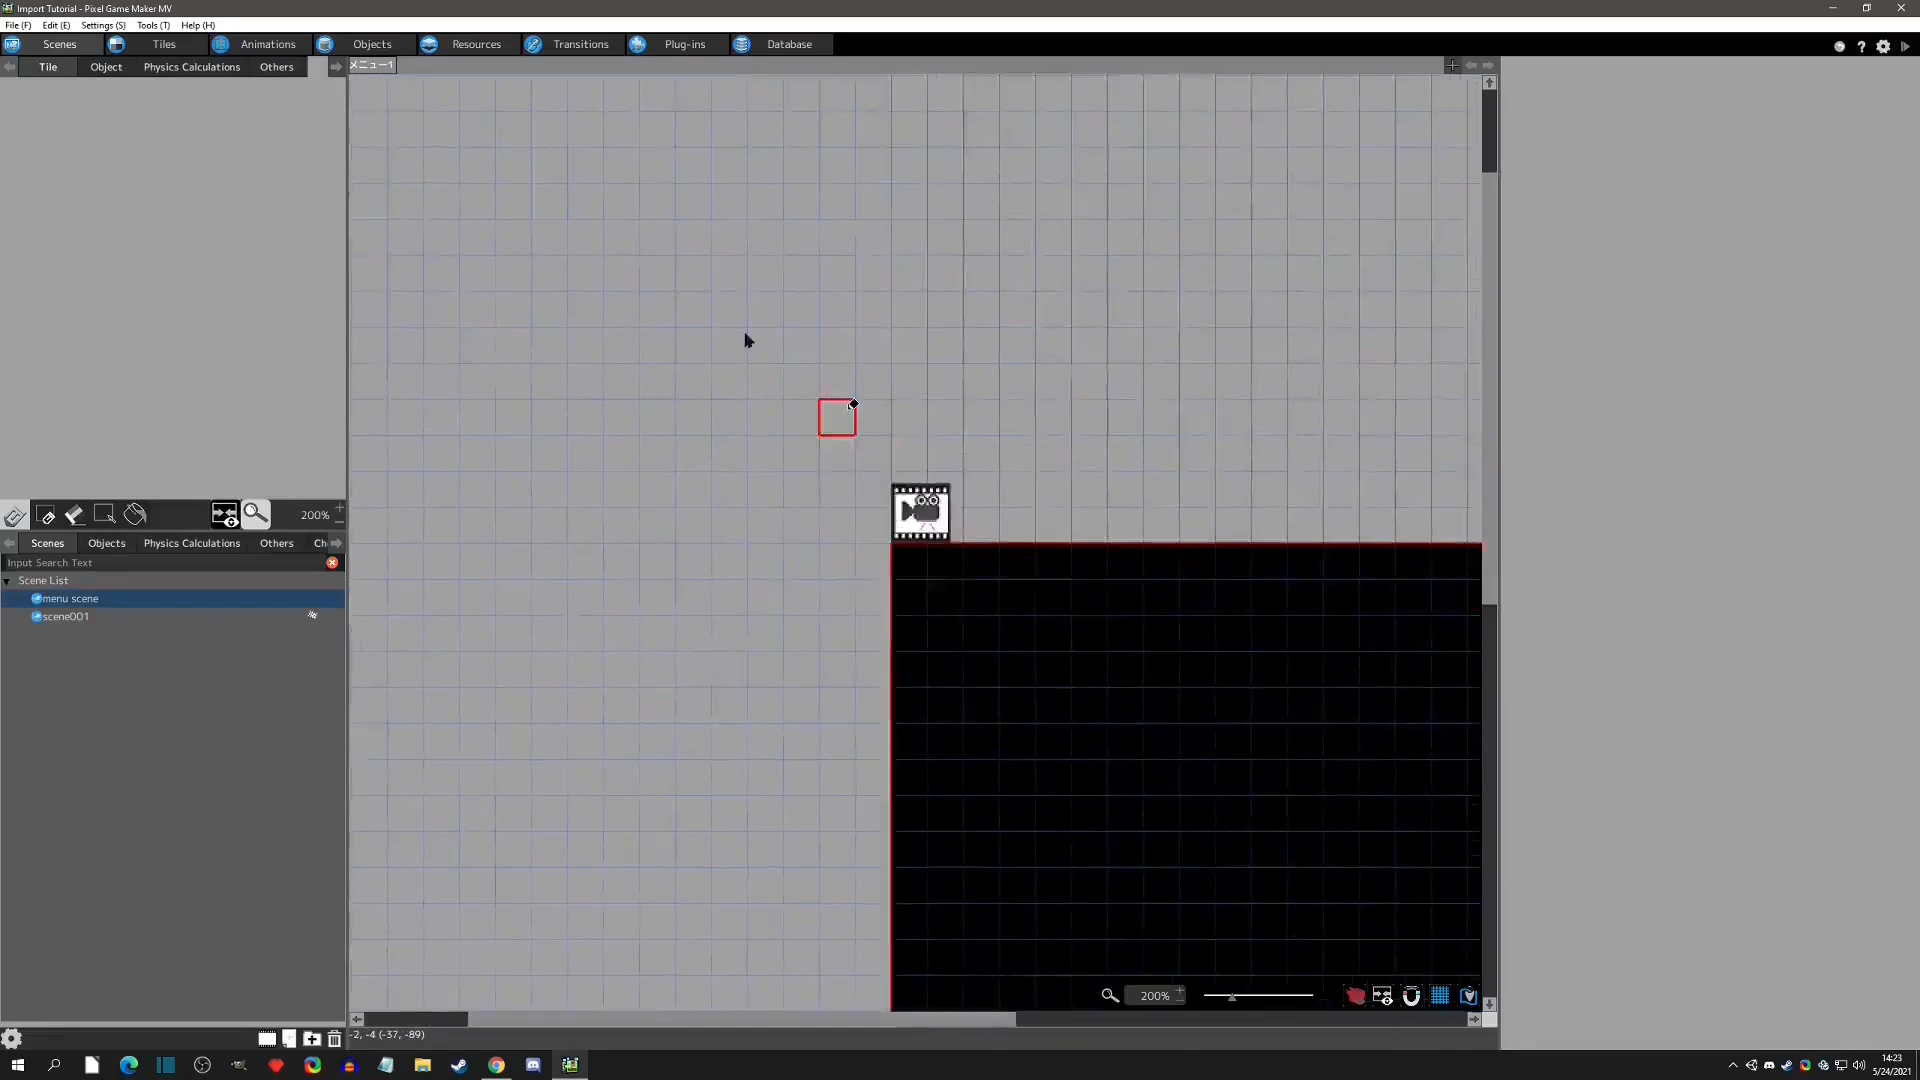 Import Tutorial - Pixel Game Maker MV
File (F) Edit (E) Settings (S) Tools (T) Help (H)
Scenes Tiles Animations Objects Resources Transitions Plug-ins Database
Tile Object Physics Calculations Others
メニュー1
200%
Scenes Objects Physics Calculations Others Ch
Input Search Text
Scene List
menu scene
scene001
200%
-2, -4 (-37, -89)
14:23
5/24/2021